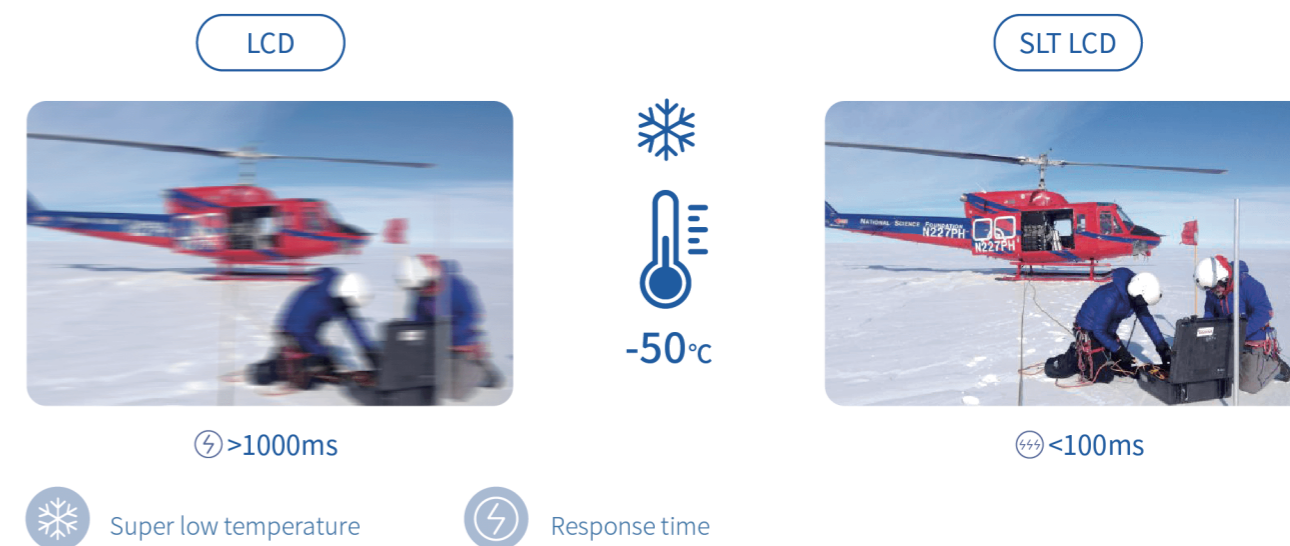 LCD
SLT LCD
NATIONAL SCIENCE FOUNDATION
N227PH
N227PH
-50°C
>1000ms
<100ms
Super low temperature
Response time